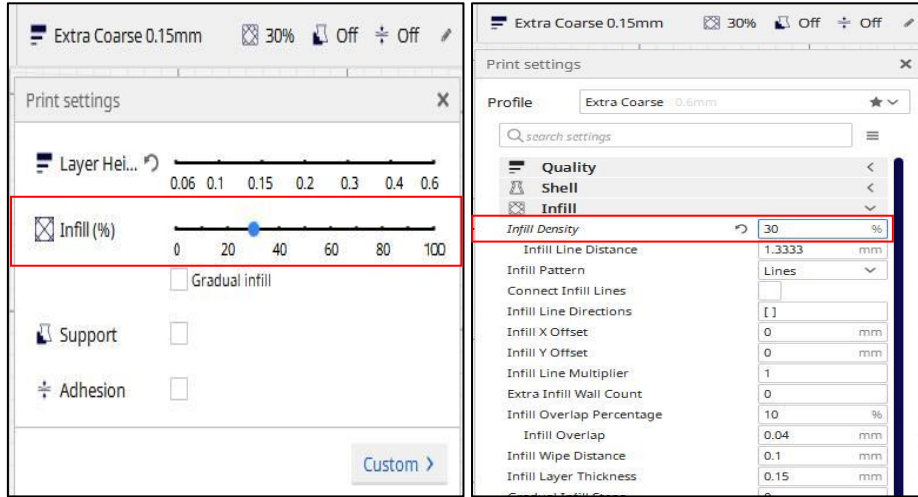 Extra Coarse 0.15mm 30% Off Off
Print settings
Layer Hei...
0.06 0.1 0.15 0.2 0.3 0.4 0.6
Infill (%)
0 20 40 60 80 100
Gradual infill
Support
Adhesion
Custom
Extra Coarse 0.15mm 30% Off Off
Print settings
Profile Extra Coarse 0.6mm
search settings
Quality
Shell
Infill
Infill Density 30 %
Infill Line Distance 1.3333 mm
Infill Pattern Lines
Connect Infill Lines
Infill Line Directions [ ]
Infill X Offset 0 mm
Infill Y Offset 0 mm
Infill Line Multiplier 1
Extra Infill Wall Count 0
Infill Overlap Percentage 10 %
Infill Overlap 0.04 mm
Infill Wipe Distance 0.1 mm
Infill Layer Thickness 0.15 mm